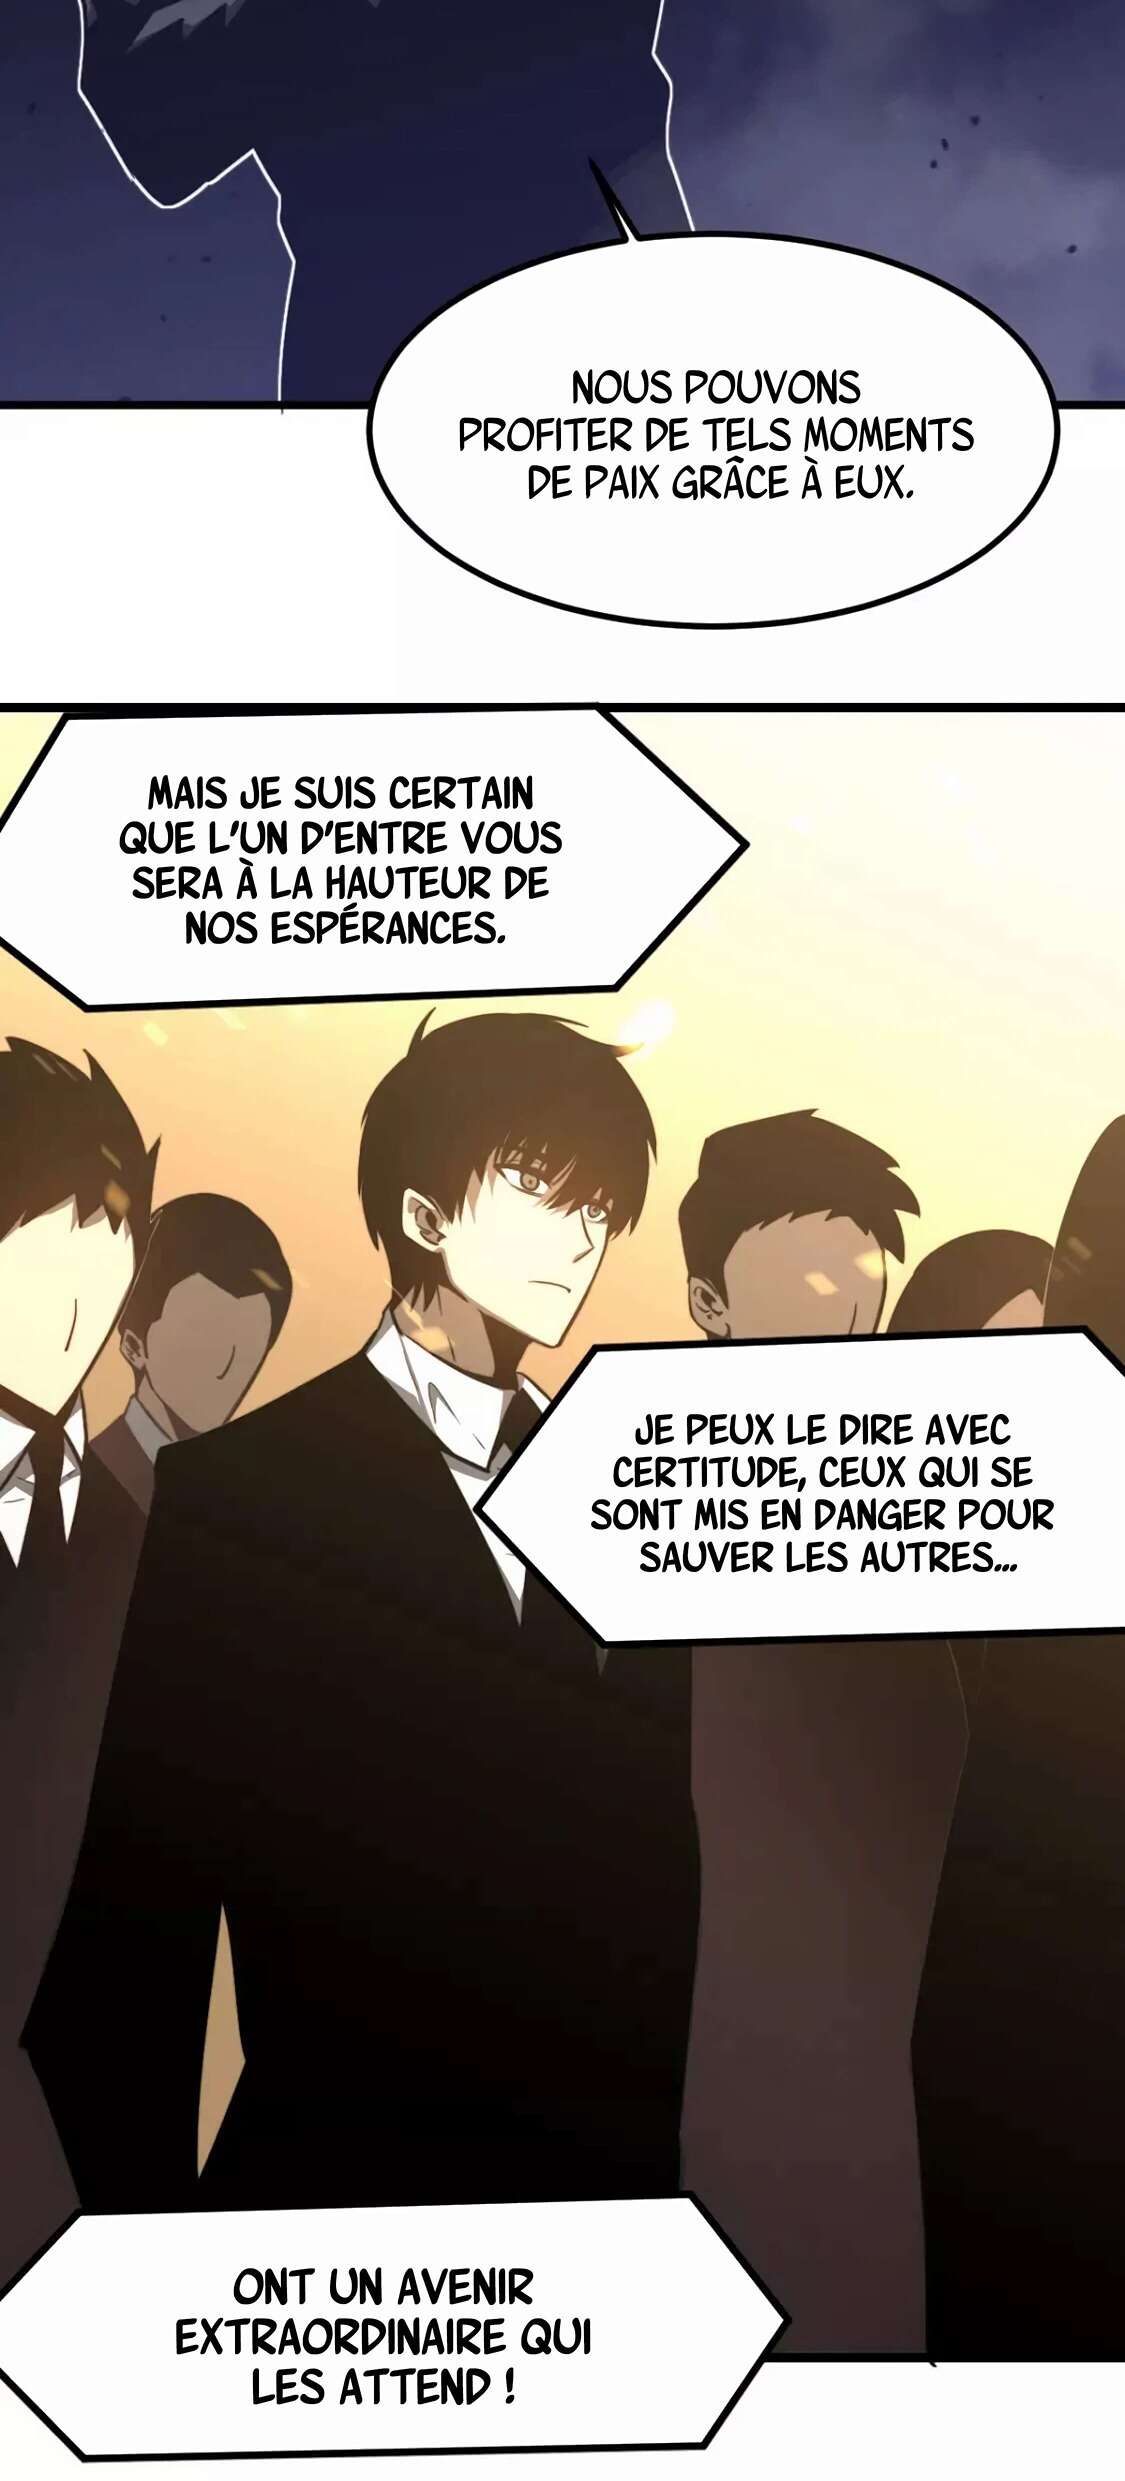 NOUS POUVONS
PROFITER DE TELS MOMENTS
DE PAIX GRÂCE À EUX.
MAIS JE SUIS CERTAIN
QUE L'UN D'ENTRE VOUS
SERA À LA HAUTEUR DE
NOS ESPÉRANCES.
JE PEUX LE DIRE AVEC
CERTITUDE, CEUX QUI SE
SONT MIS EN DANGER POUR
SAUVER LES AUTRES...
ONT UN AVENIR
EXTRAORDINAIRE QUI
LES ATTEND !